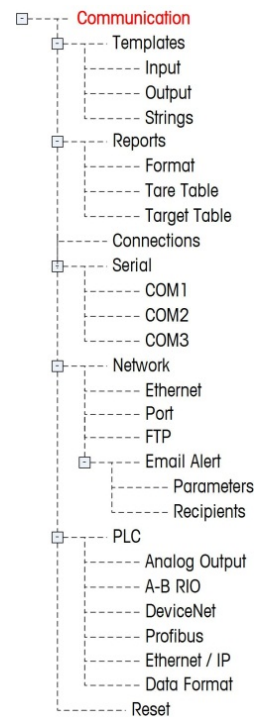 Communication
Templates
Input
Output
Strings
Reports
Format
Tare Table
Target Table
Connections
Serial
COM1
COM2
COM3
Network
Ethernet
Port
FTP
Email Alert
Parameters
Recipients
PLC
Analog Output
A-B RIO
DeviceNet
Profibus
Ethernet / IP
Data Format
Reset